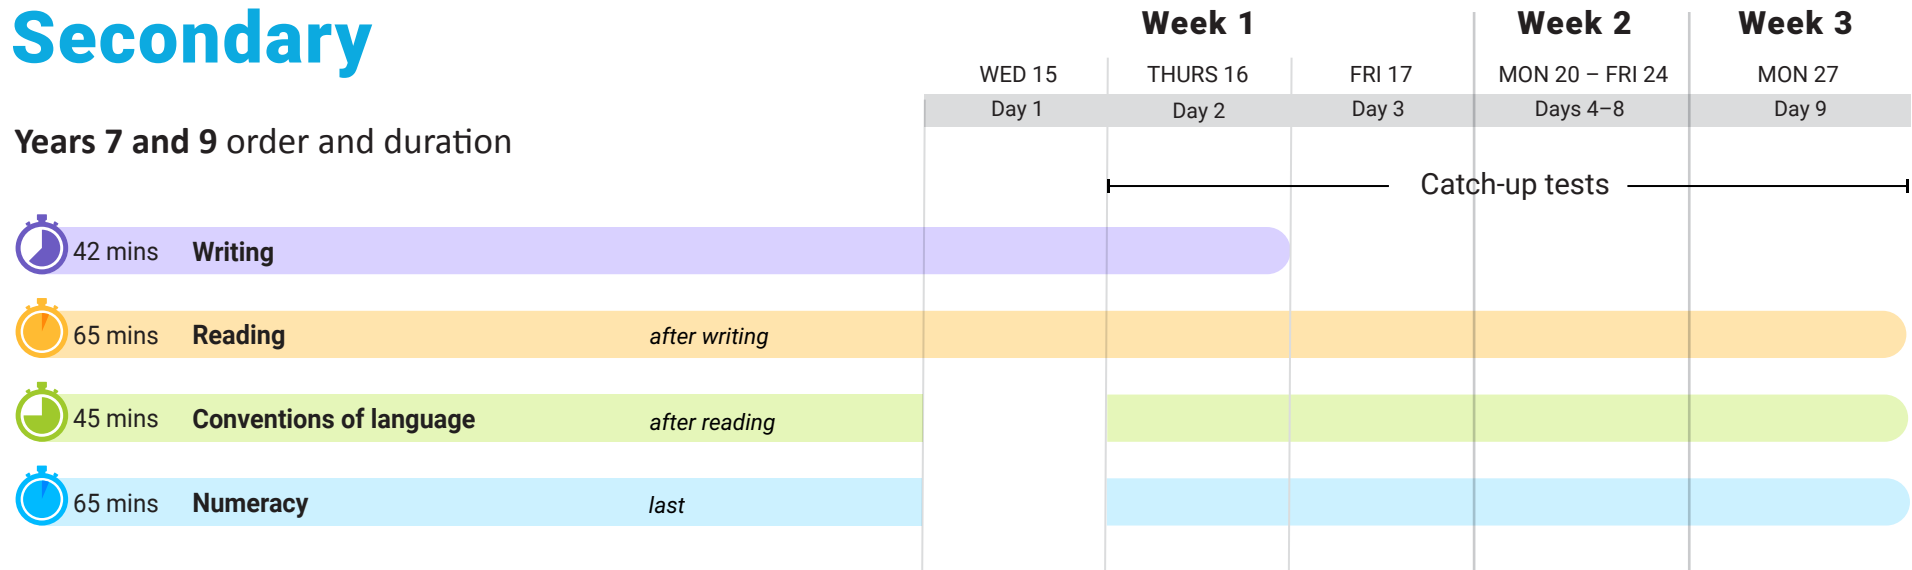 Secondary
Years 7 and 9 order and duration
Week 1 Week 2 Week 3
WED 15 THURS 16 FRI 17 MON 20 – FRI 24 MON 27
Day 1 Day 2 Day 3 Days 4–8 Day 9
Catch-up tests
42 mins Writing
65 mins Reading after writing
45 mins Conventions of language after reading
65 mins Numeracy last